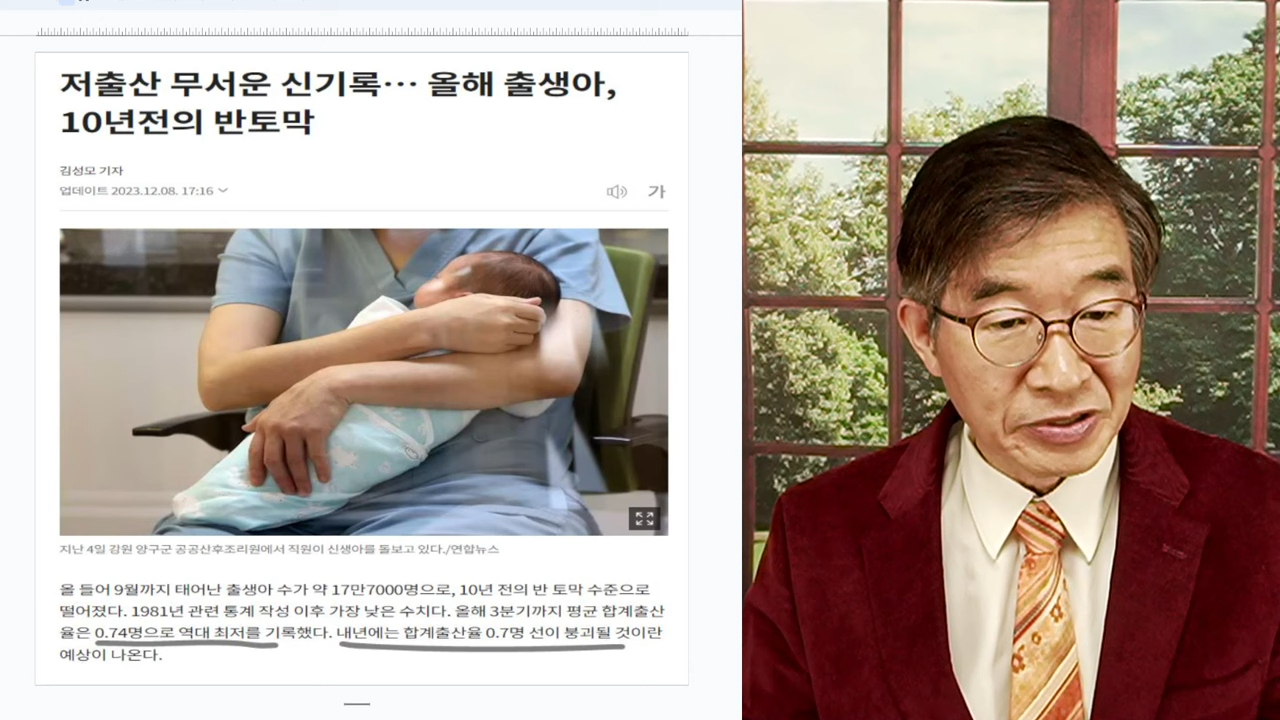 저출산 무서운 신기록… 올해 출생아,
10년전의 반토막
김성모 기자
업데이트 2023.12.08. 17:16
가
지난 4일 강원 양구군 공공산후조리원에서 직원이 신생아를 돌보고 있다./연합뉴스
올 들어 9월까지 태어난 출생아 수가 약 17만7000명으로, 10년 전의 반 토막 수준으로
떨어졌다. 1981년 관련 통계 작성 이후 가장 낮은 수치다. 올해 3분기까지 평균 합계출산
율은 0.74명으로 역대 최저를 기록했다. 내년에는 합계출산율 0.7명 선이 붕괴될 것이란
예상이 나온다.